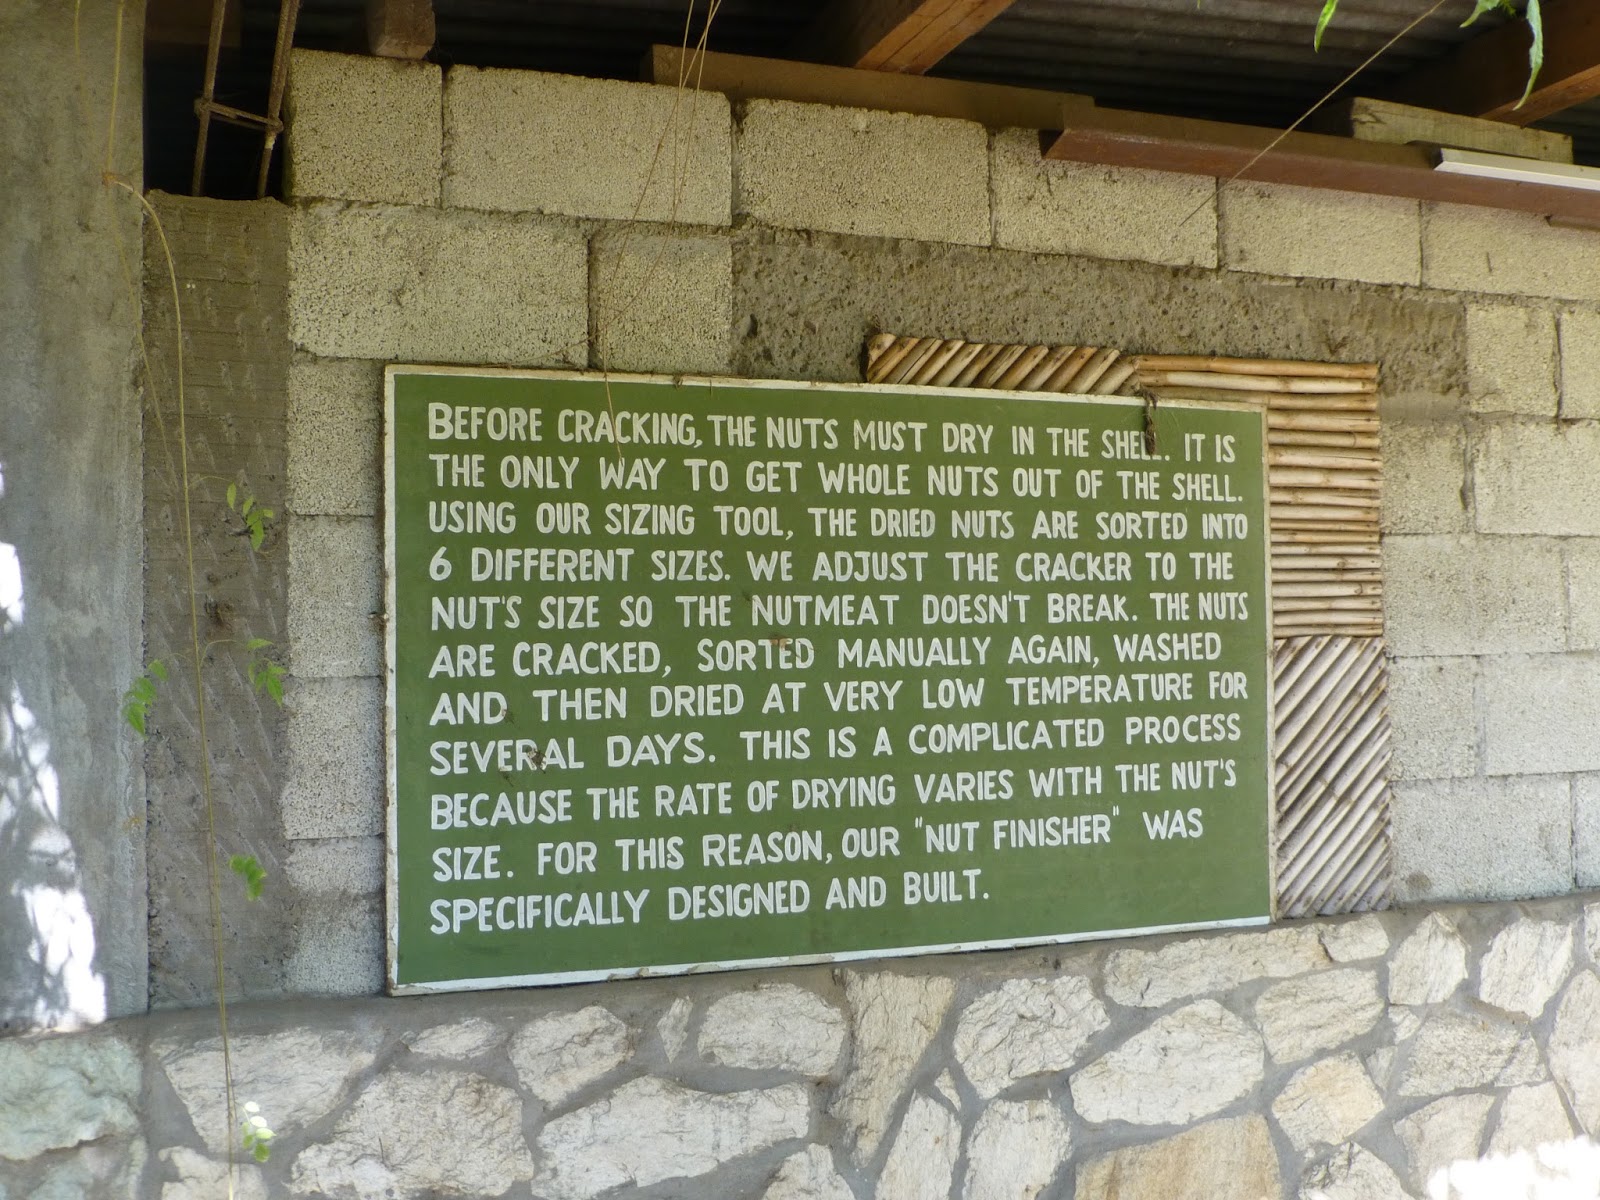 BEFORE CRACKING, THE NUTS MUST DRY IN THE SHELL. IT IS
THE ONLY WAY TO GET WHOLE NUTS OUT OF THE SHELL.
USING OUR SIZING TOOL, THE DRIED NUTS ARE SORTED INTO
6 DIFFERENT SIZES. WE ADJUST THE CRACKER TO THE
NUT'S SIZE SO THE NUTMEAT DOESN'T BREAK. THE NUTS
ARE CRACKED, SORTED MANUALLY AGAIN, WASHED
AND THEN DRIED AT VERY LOW TEMPERATURE FOR
SEVERAL DAYS. THIS IS A COMPLICATED PROCESS
BECAUSE THE RATE OF DRYING VARIES WITH THE NUT'S
SIZE. FOR THIS REASON, OUR "NUT FINISHER" WAS
SPECIFICALLY DESIGNED AND BUILT.